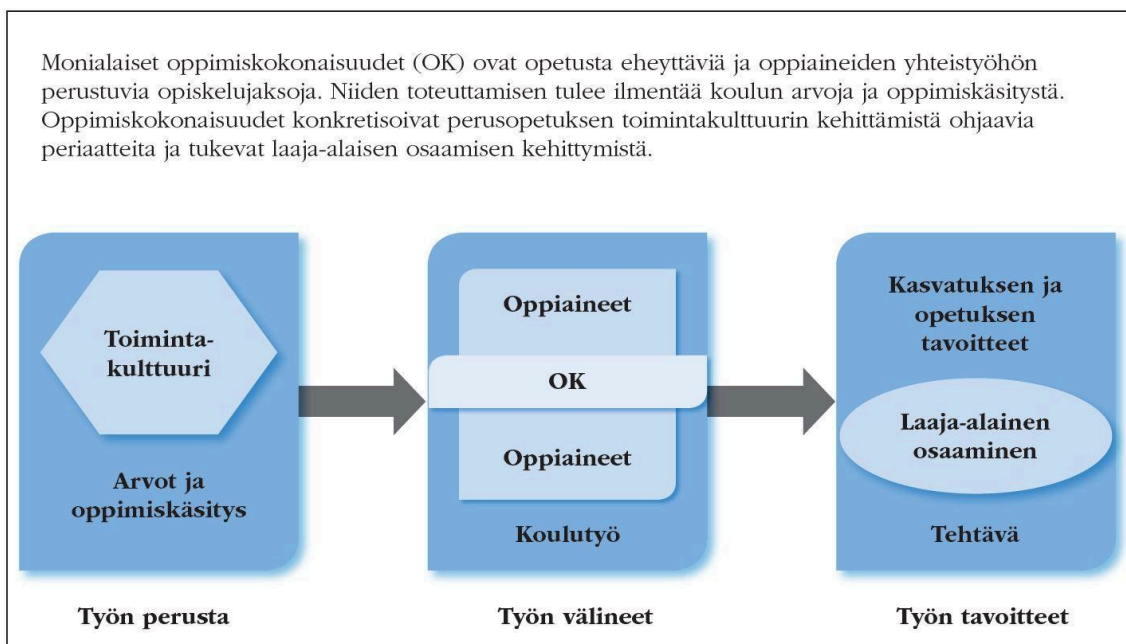 Monialaiset oppimiskokonaisuudet (OK) ovat opetusta eheyttäviä ja oppiaineiden yhteistyöhön
perustuvia opiskelujaksoja. Niiden toteuttamisen tulee ilmentää koulun arvoja ja oppimiskäsitystä.
Oppimiskokonaisuudet konkretisoivat perusopetuksen toimintakulttuurin kehittämistä ohjaavia
periaatteita ja tukevat laaja-alaisen osaamisen kehittymistä.
Toiminta-
kulttuuri
Arvot ja
oppimiskäsitys
Työn perusta
Oppiaineet
OK
Oppiaineet
Koulutyö
Työn välineet
Kasvatuksen ja
opetuksen
tavoitteet
Laaja-alainen
osaaminen
Tehtävä
Työn tavoitteet